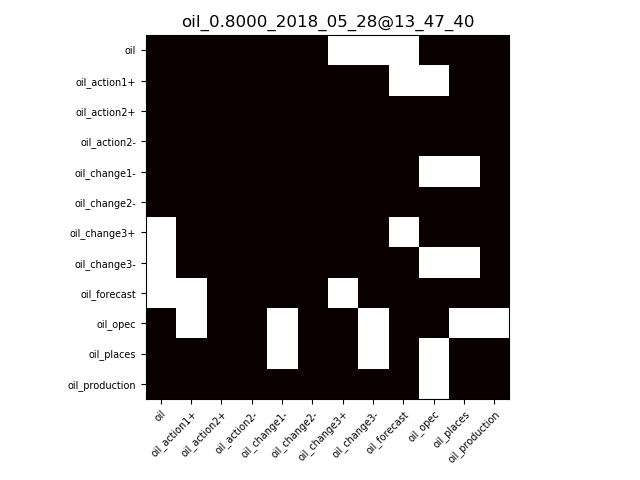 oil_0.8000_2018_05_28@13_47_40
oil
oil_action1+
oil_action2+
oil_action2-
oil_change1-
oil_change2-
oil_change3+
oil_change3-
oil_forecast
oil_opec
oil_places
oil_production
oil
oil_action1+
oil_action2+
oil_action2-
oil_change1-
oil_change2-
oil_change3+
oil_change3-
oil_forecast
oil_opec
oil_places
oil_production